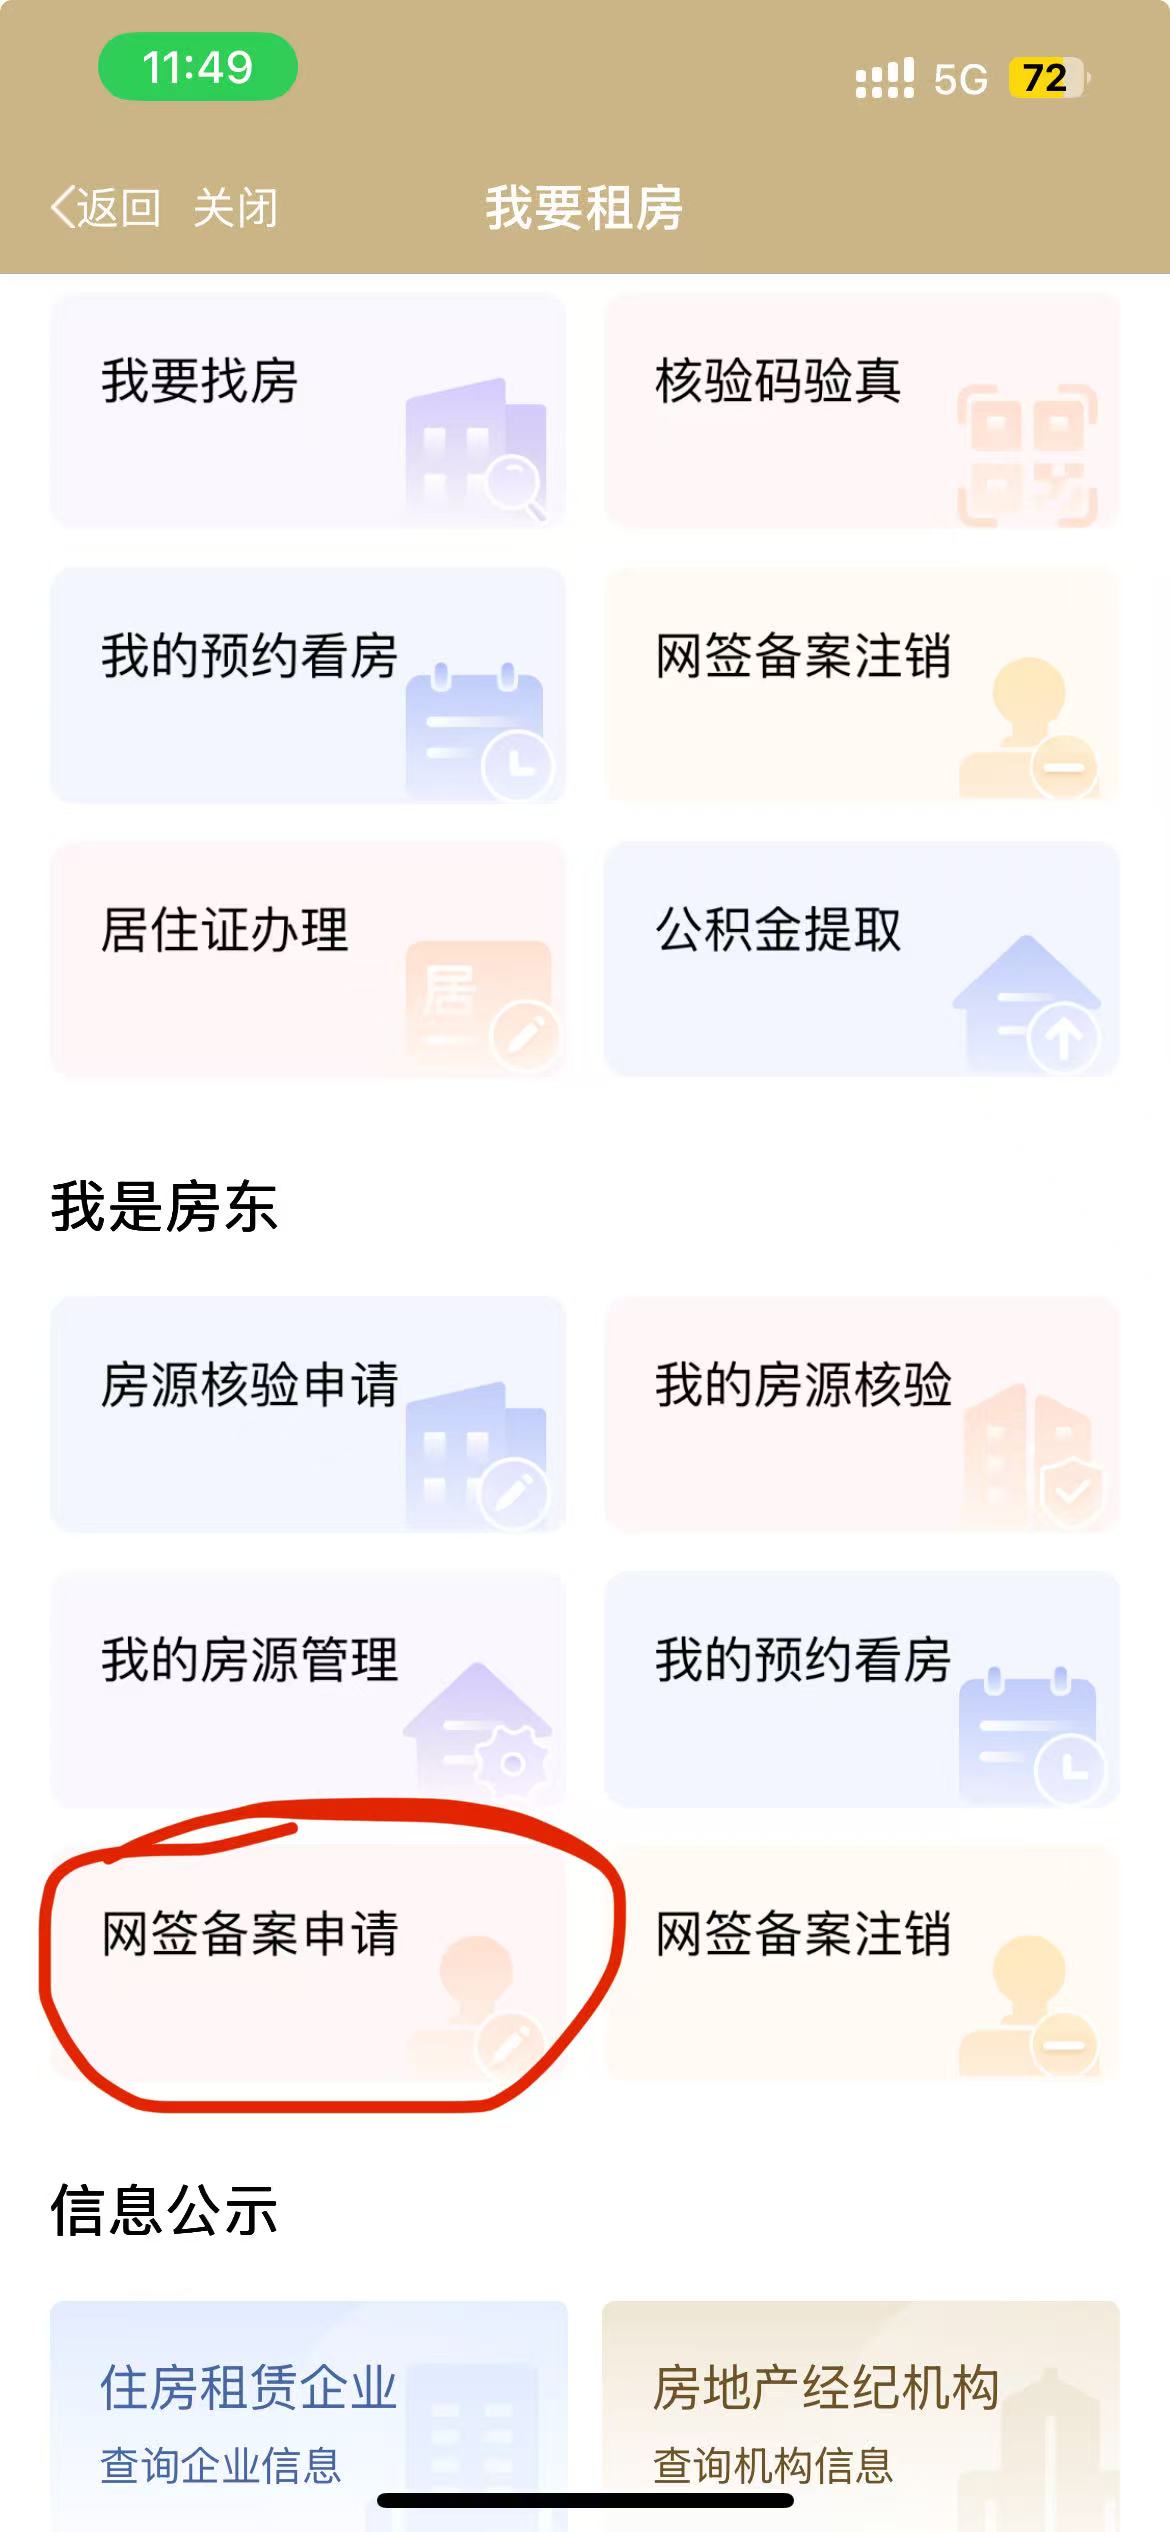 11:49
5G 72
返回 关闭 我要租房
我要找房 核验码验真
我的预约看房 网签备案注销
居住证办理 公积金提取
居
我是房东
房源核验申请 我的房源核验
我的房源管理 我的预约看房
网签备案申请 网签备案注销
信息公示
住房租赁企业 房地产经纪机构
查询企业信息 查询机构信息